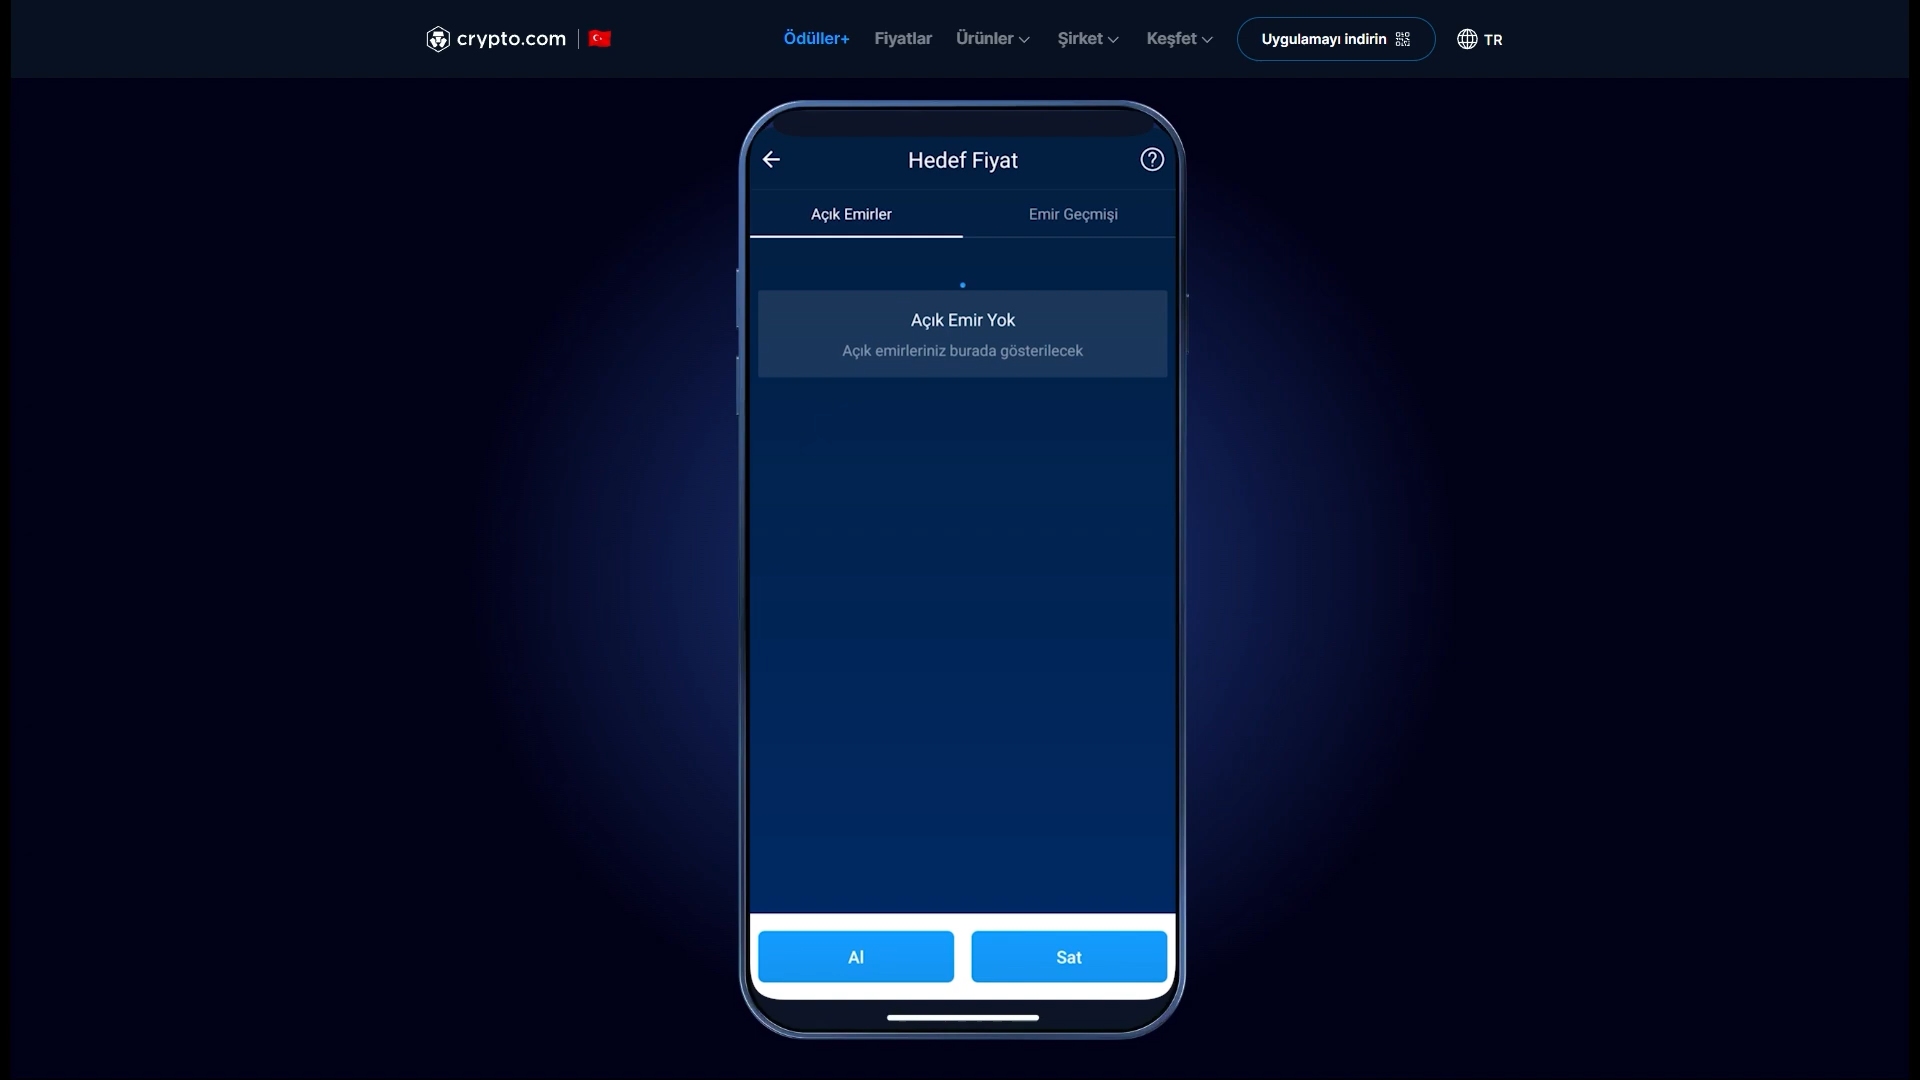 crypto.com
Ödüller+ Fiyatlar Ürünler Şirket Keşfet Uygulamayı indirin TR
Hedef Fiyat
Açık Emirler Emir Geçmişi
Açık Emir Yok
Açık emirleriniz burada gösterilecek
Al Sat